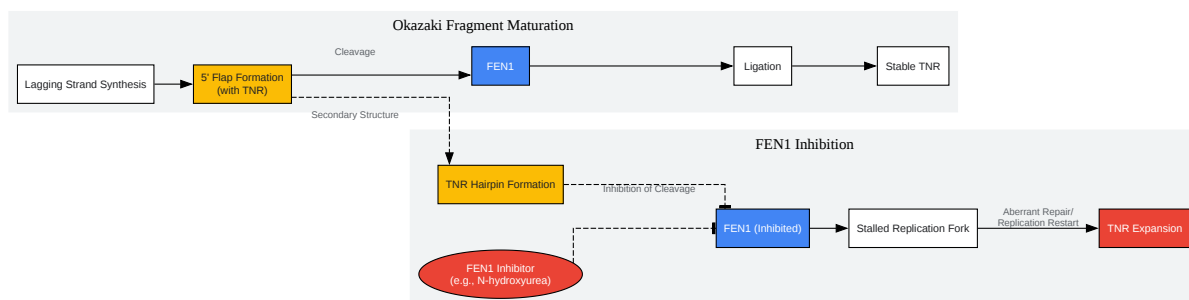 Okazaki Fragment Maturation
Cleavage
Lagging Strand Synthesis
5' Flap Formation
(with TNR)
FEN1
Ligation
Stable TNR
Secondary Structure
FEN1 Inhibition
TNR Hairpin Formation
Inhibition of Cleavage
FEN1 (Inhibited)
Stalled Replication Fork
Aberrant Repair/
Replication Restart
TNR Expansion
FEN1 Inhibitor
(e.g., N-hydroxyurea)